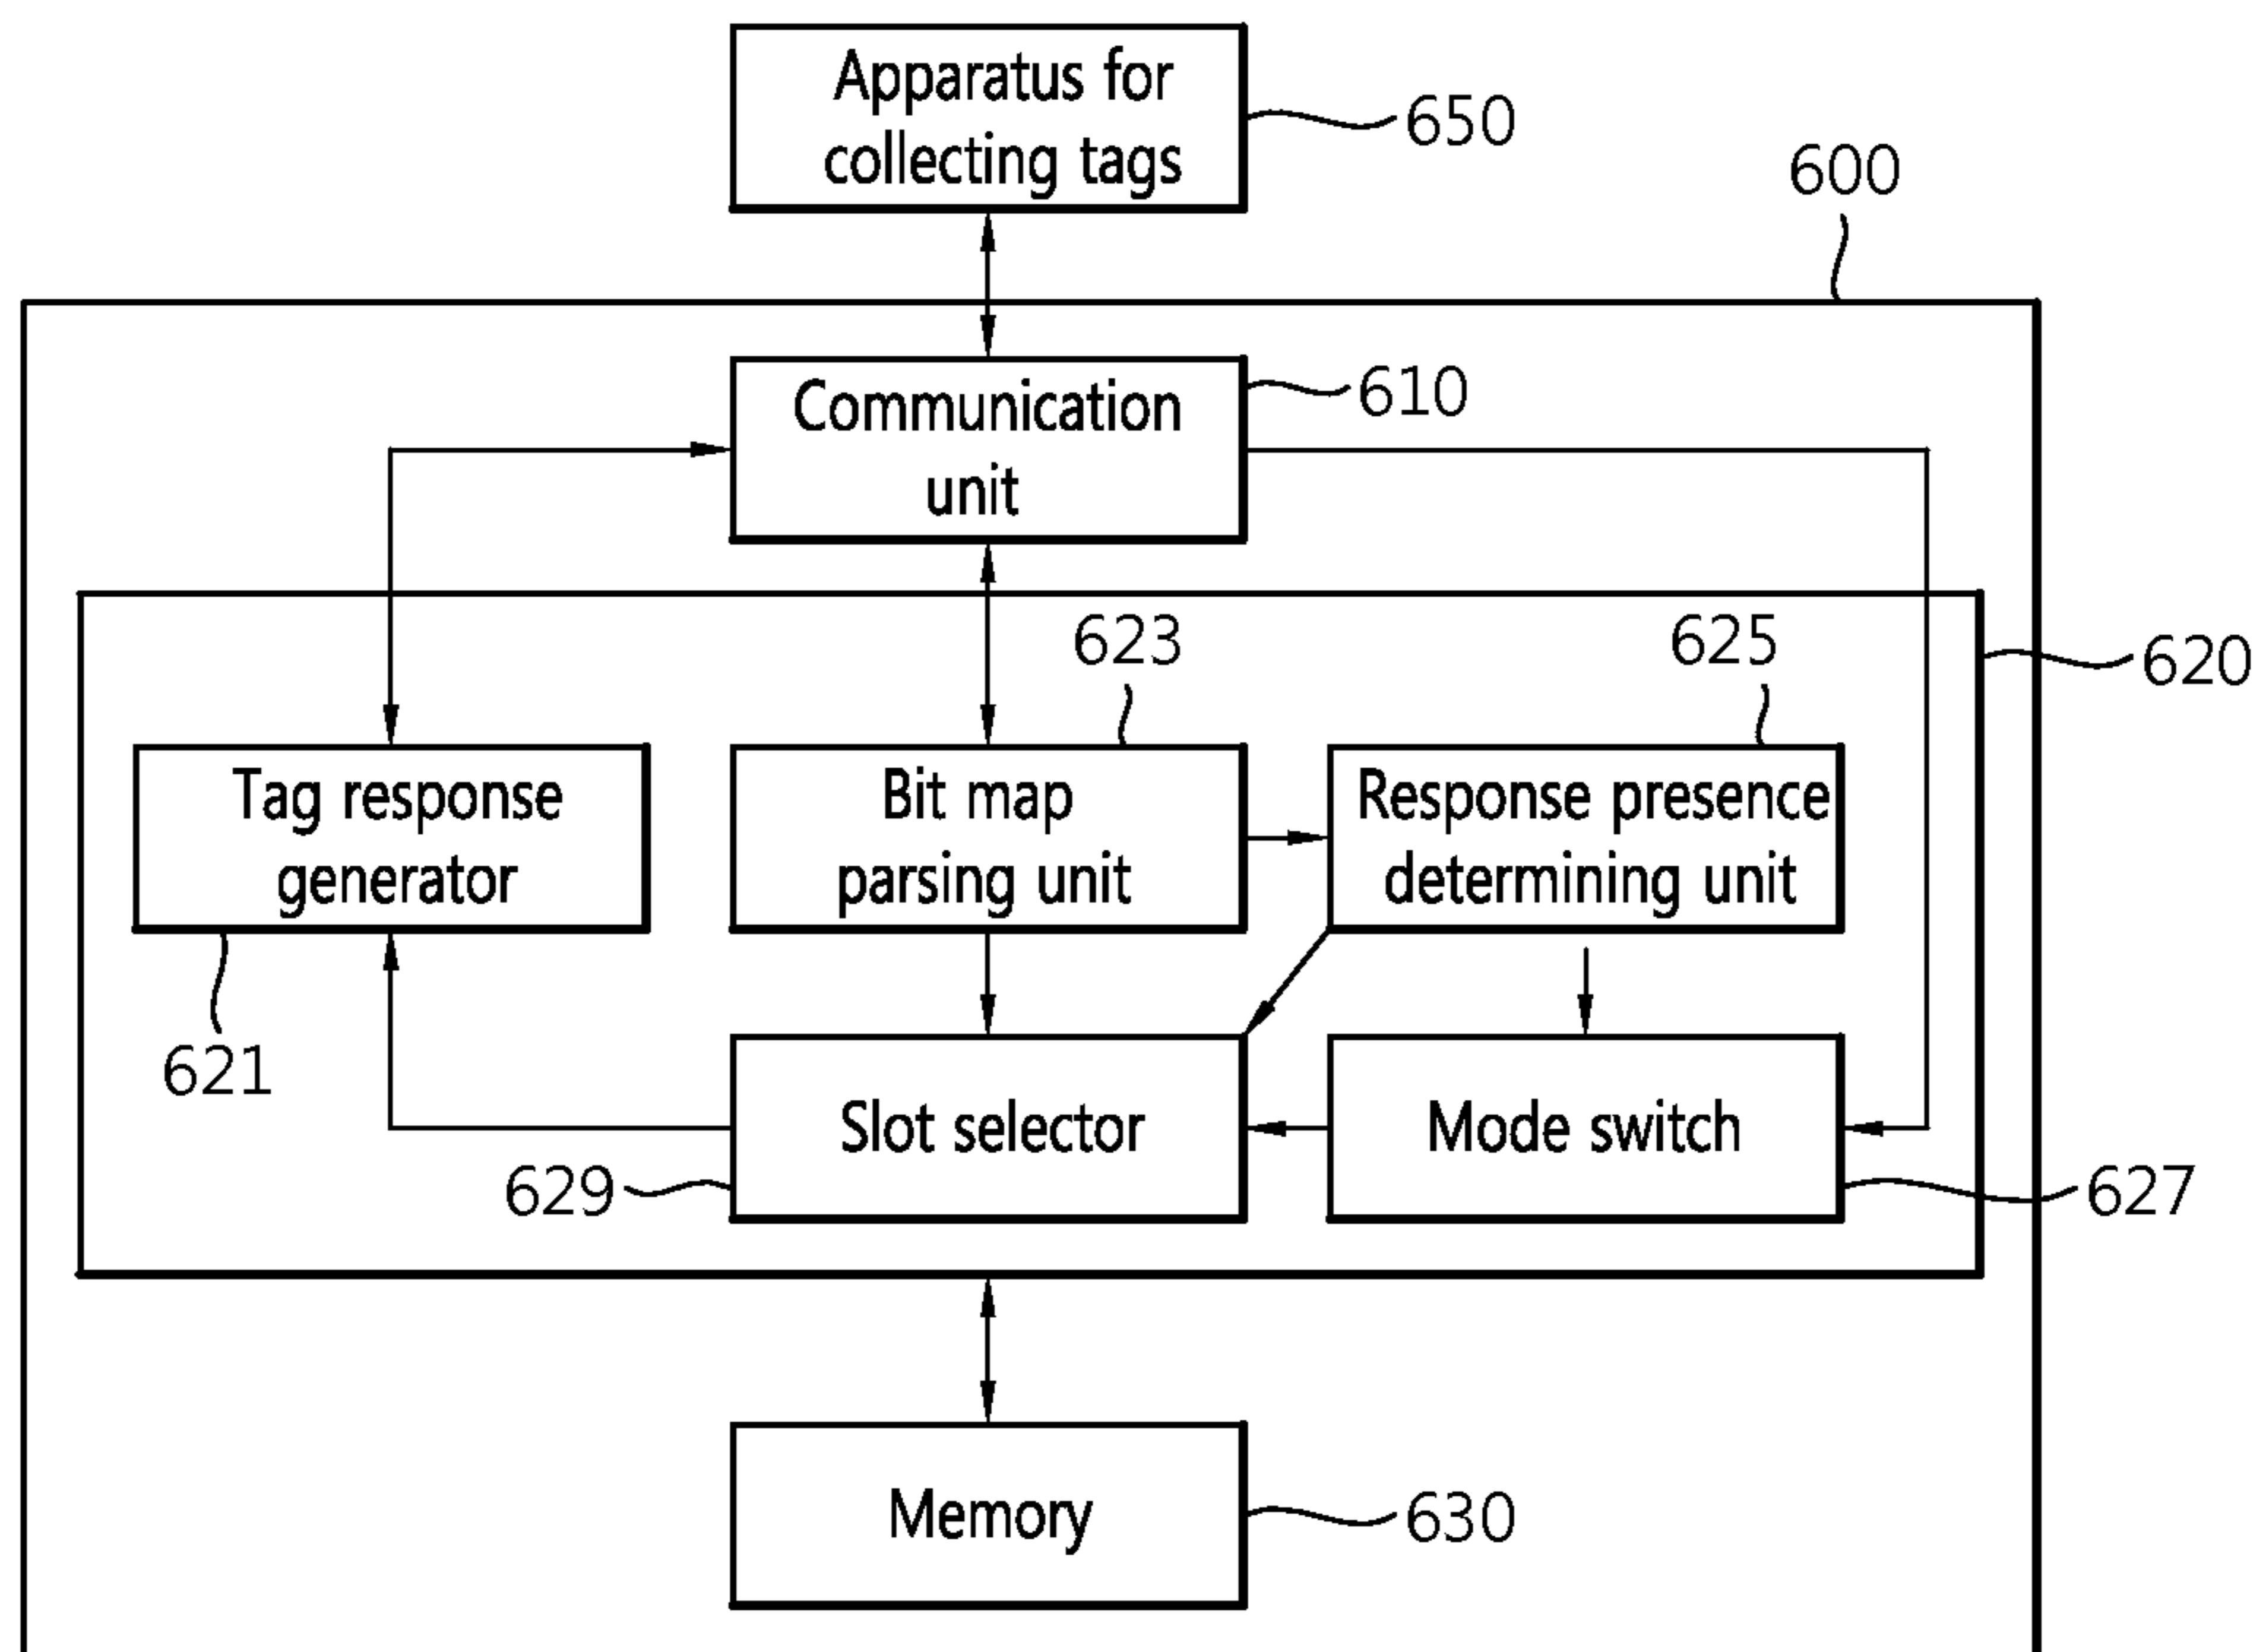 Apparatus for
collecting tags
650
600
Communication
unit
610
623
625
620
Tag response
generator
Bit map
parsing unit
Response presence
determining unit
621
Slot selector
Mode switch
629
627
Memory
630